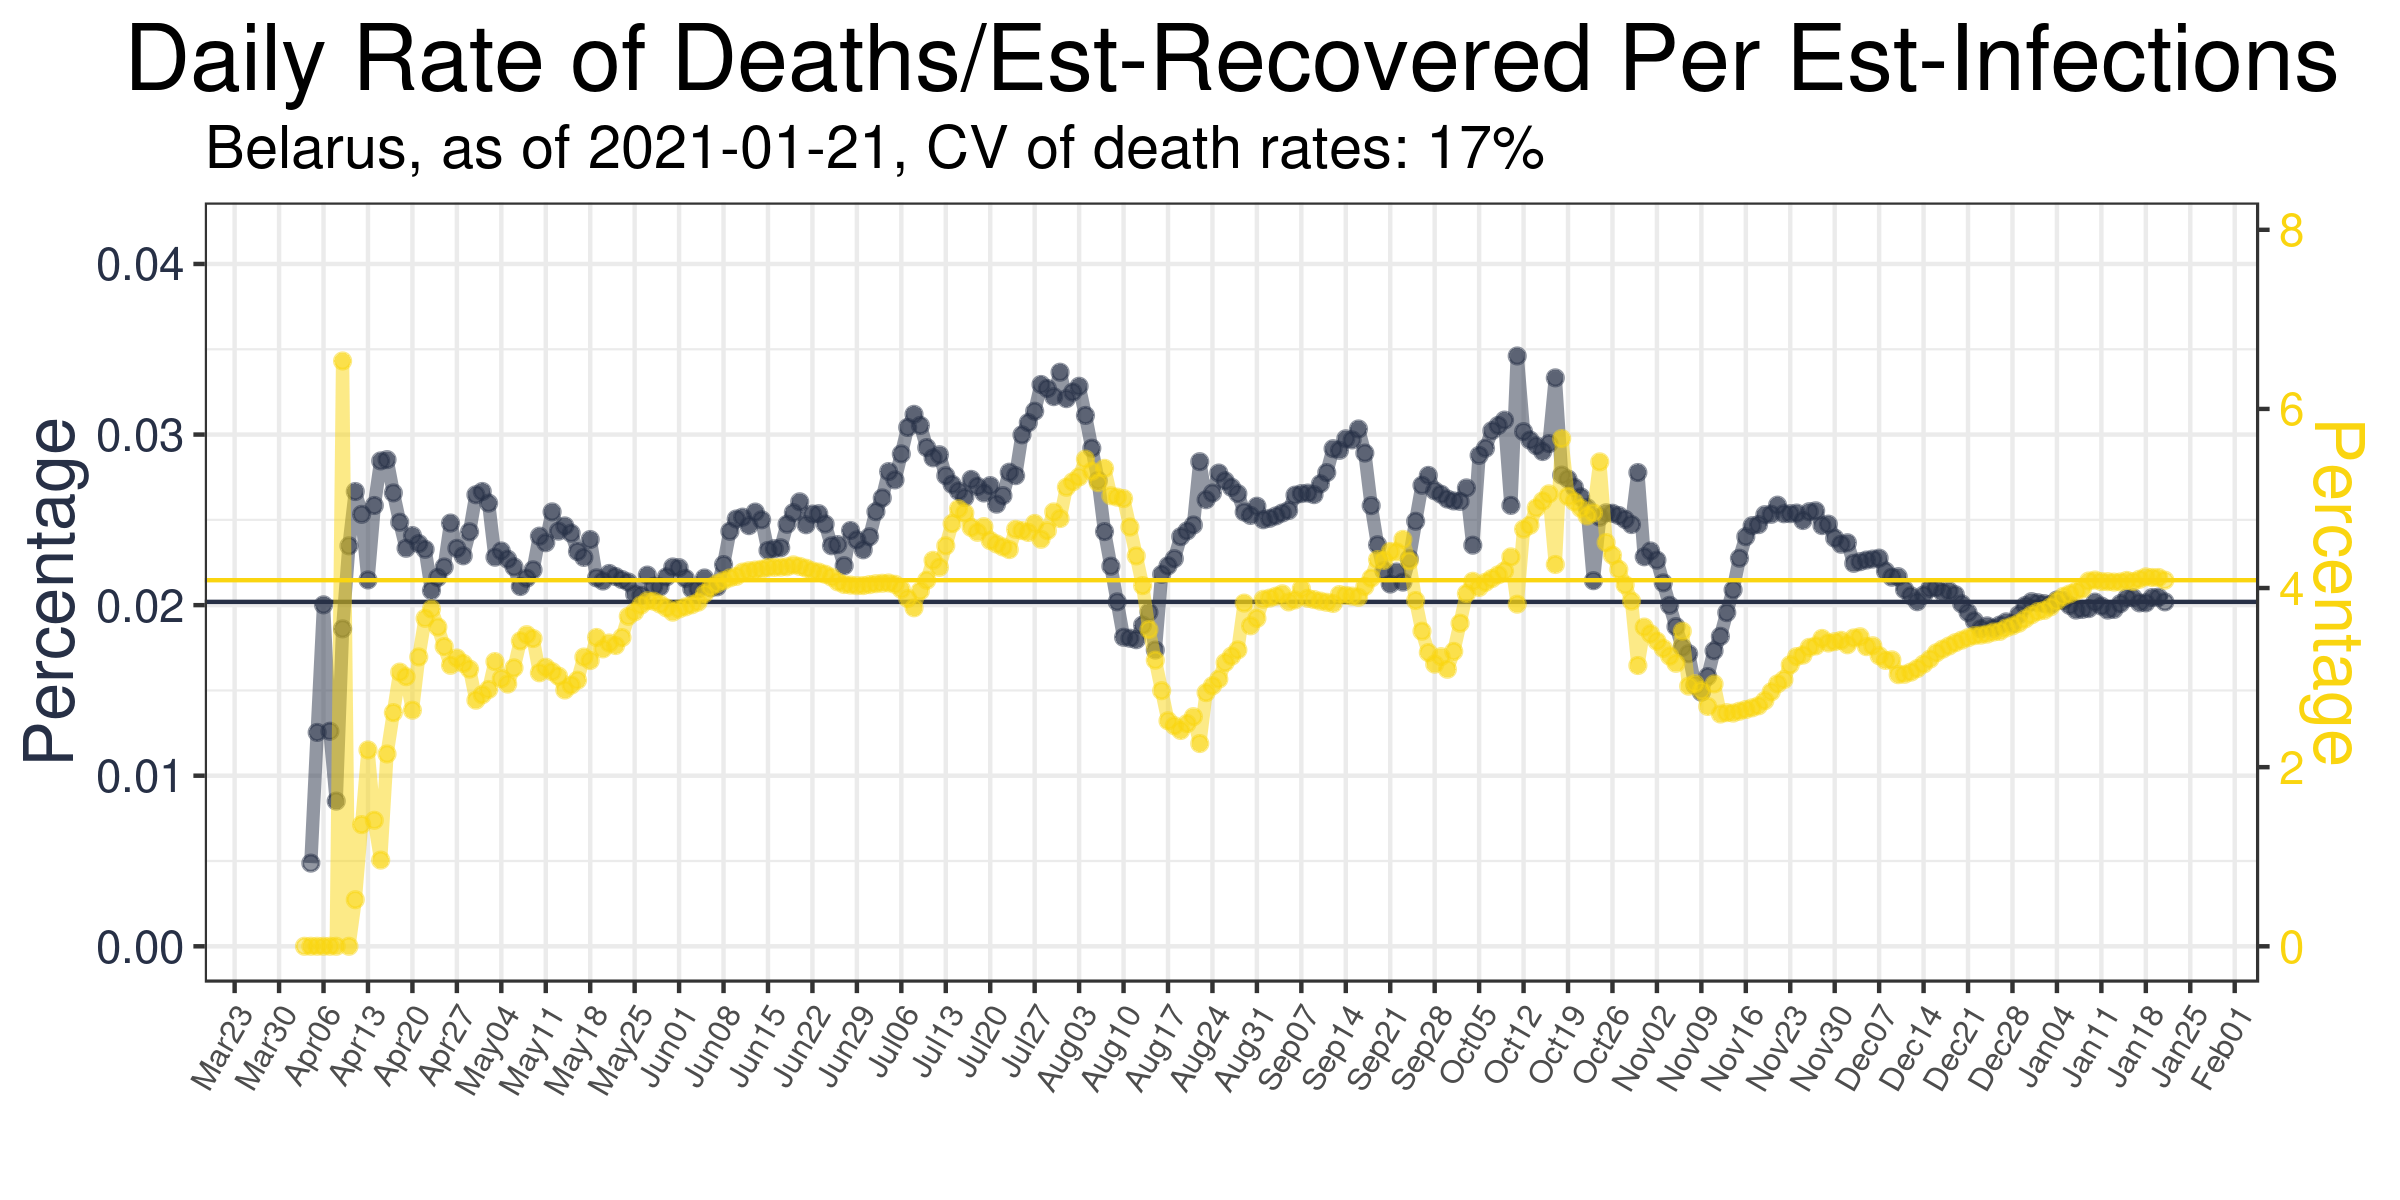 Daily Rate of Deaths/Est-Recovered Per Est-Infections
Belarus, as of 2021-01-21, CV of death rates: 17%
Percentage
0.04
0.03
0.02
0.01
0.00
8
6
4
2
0
Percentage
Mar23 Mar30 Apr06 Apr13 Apr20 Apr27 May04 May11 May18 May25 Jun01 Jun08 Jun15 Jun22 Jun29 Jul06 Jul13 Jul20 Jul27 Aug03 Aug10 Aug17 Aug24 Aug31 Sep07 Sep14 Sep21 Sep28 Oct05 Oct12 Oct19 Oct26 Nov02 Nov09 Nov16 Nov23 Nov30 Dec07 Dec14 Dec21 Dec28 Jan04 Jan11 Jan18 Jan25 Feb01